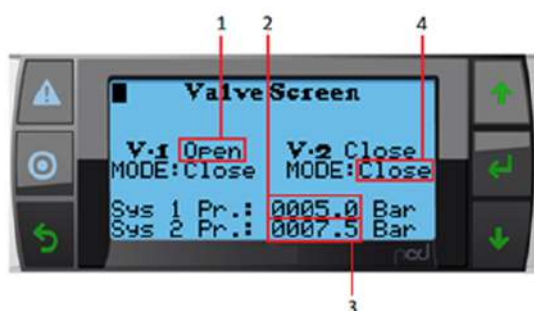 1 2 4
Valve Screen
V-1 Open V-2 Close
MODE:Close MODE:Close
Sys 1 Pr.: 0005.0 Bar
Sys 2 Pr.: 0007.5 Bar
3